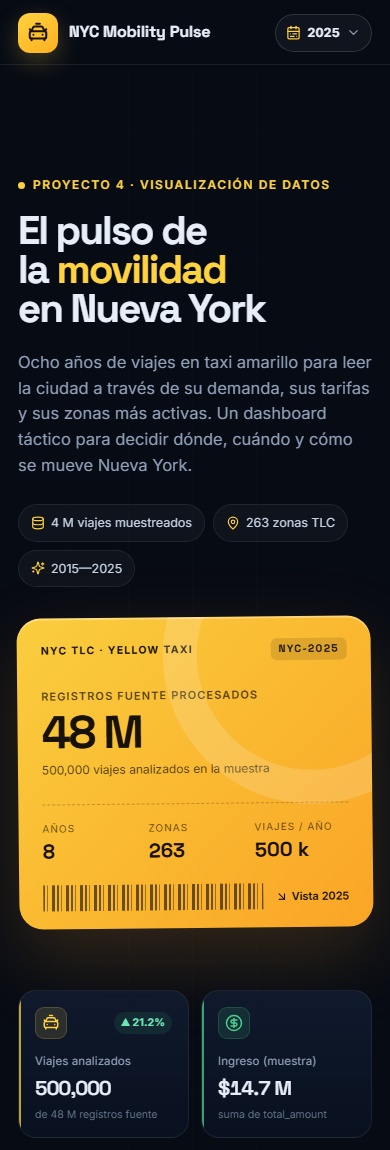 NYC Mobility Pulse
2025
PROYECTO 4 · VISUALIZACIÓN DE DATOS
El pulso de
la movilidad
en Nueva York
Ocho años de viajes en taxi amarillo para leer
la ciudad a través de su demanda, sus tarifas
y sus zonas más activas. Un dashboard
táctico para decidir dónde, cuándo y cómo
se mueve Nueva York.
4 M viajes muestreados
263 zonas TLC
2015—2025
NYC TLC · YELLOW TAXI
NYC-2025
REGISTROS FUENTE PROCESADOS
48 M
500,000 viajes analizados en la muestra
AÑOS ZONAS VIAJES / AÑO
8 263 500 k
↘ Vista 2025
▲ 21.2%
Viajes analizados
500,000
de 48 M registros fuente
Ingreso (muestra)
$14.7 M
suma de total_amount